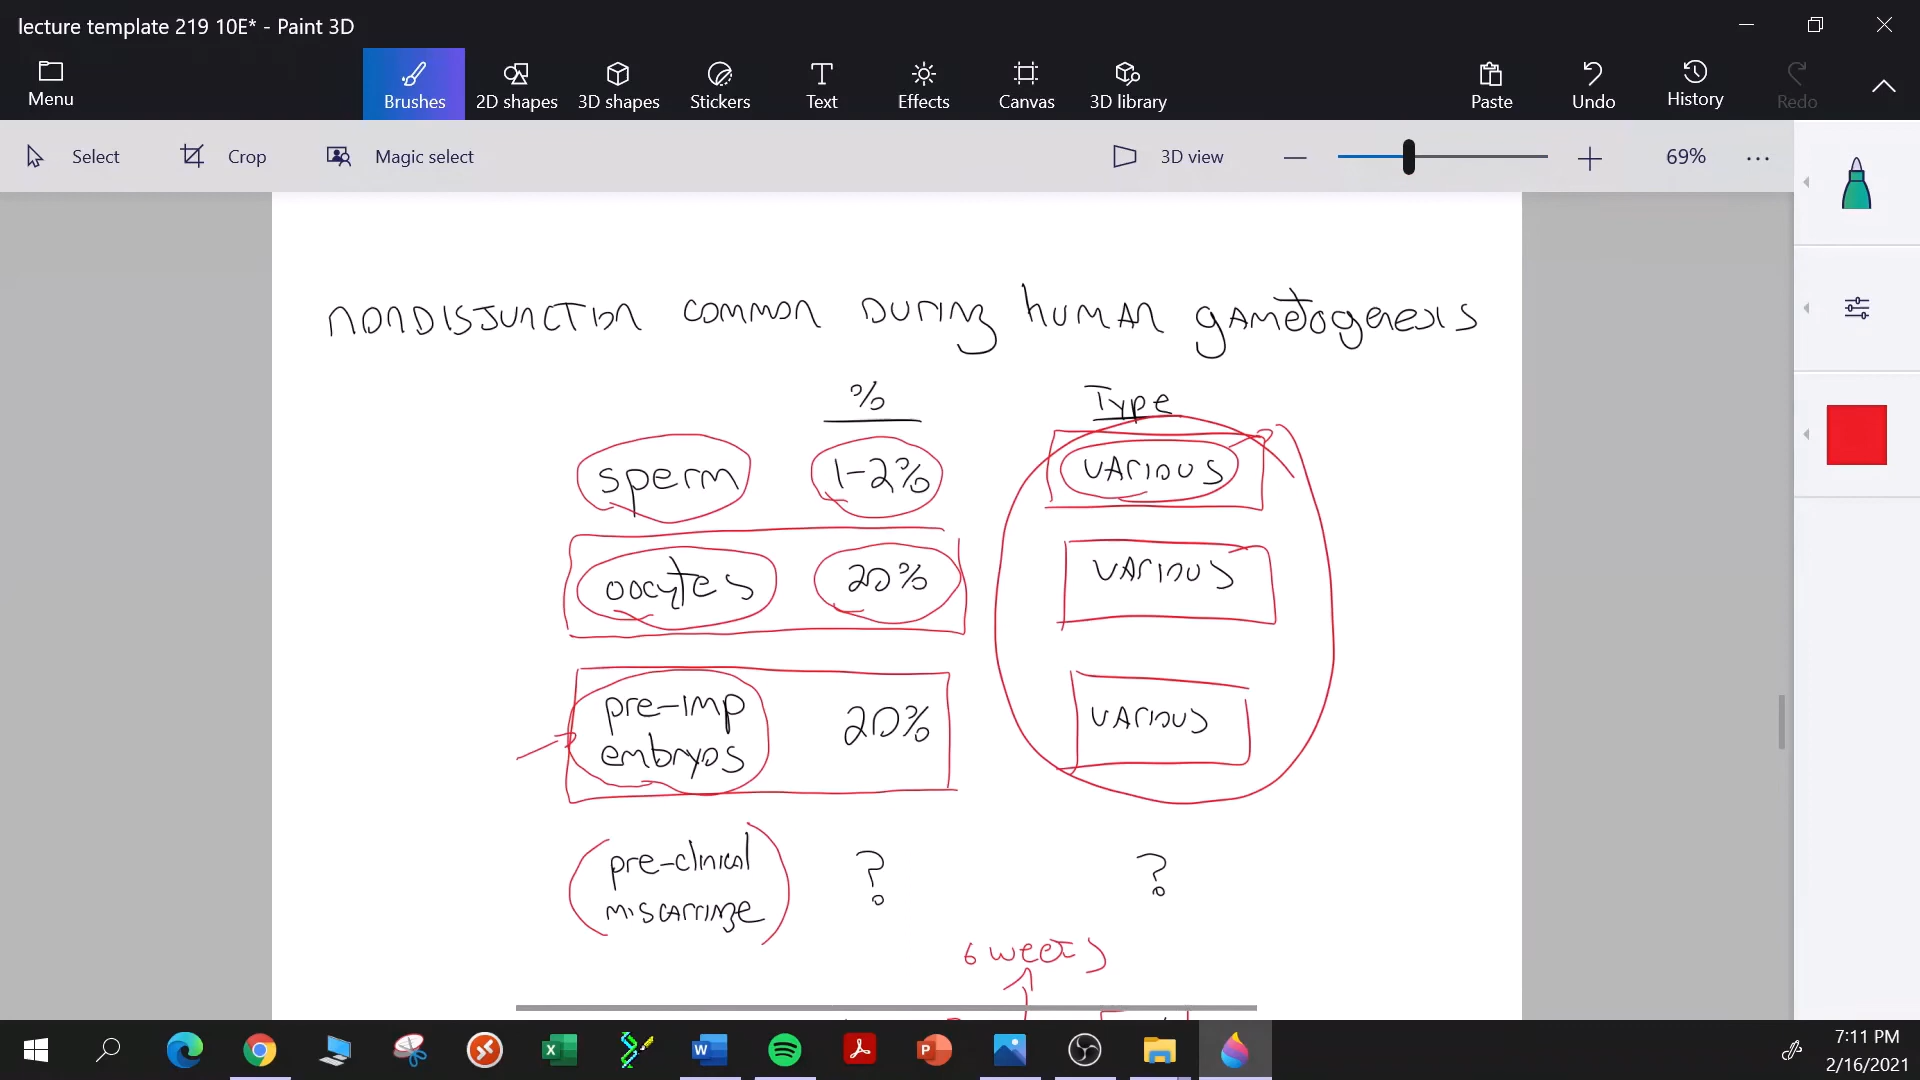 lecture template 219 10E* - Paint 3D
Menu
Brushes
2D shapes
3D shapes
Stickers
Text
Effects
Canvas
3D library
Paste
Undo
History
Redo
Select
Crop
Magic select
3D view
69%
NONDISJUNCTION COMMON DURING HUMAN gametogenesis
% Type
sperm 1-2% VARIOUS
oocytes 20% VARIOUS
pre-imp
embryos 20% VARIOUS
pre-clinical ? ?
miscarriage
6 weeks
7:11 PM
2/16/2021